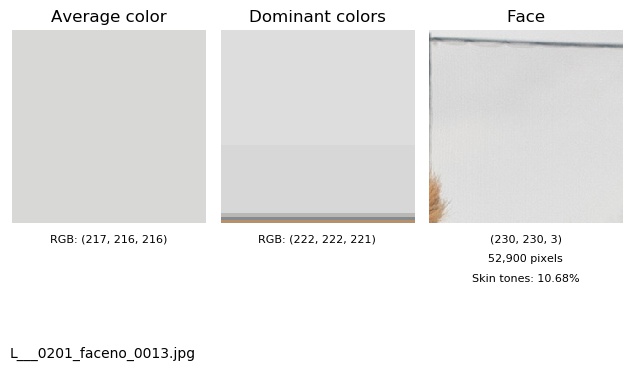 Average color
Dominant colors
Face
RGB: (217, 216, 216)
RGB: (222, 222, 221)
(230, 230, 3)
52,900 pixels
Skin tones: 10.68%
L___0201_faceno_0013.jpg